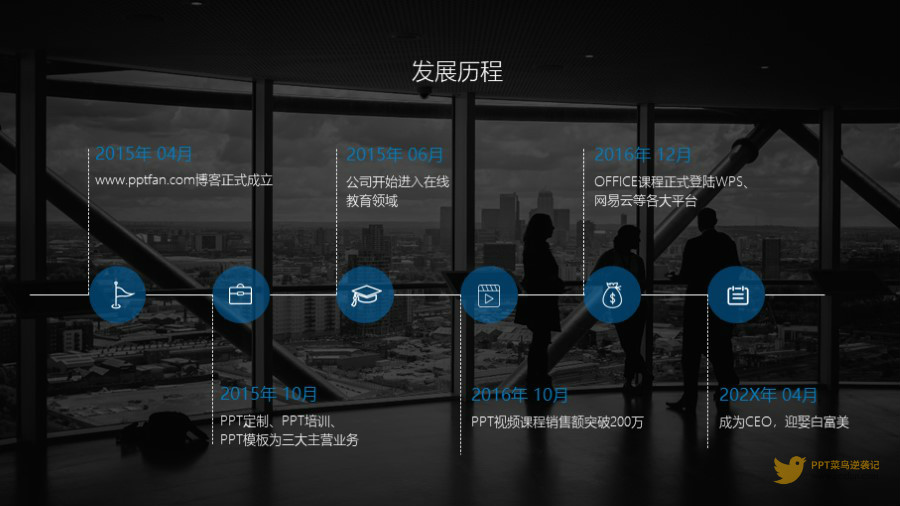 发展历程
2015年 04月
www.pptfan.com博客正式成立
2015年 06月
公司开始进入在线
教育领域
2016年 12月
OFFICE课程正式登陆WPS、
网易云等各大平台
$
2015年 10月
PPT定制、PPT培训、
PPT模板为三大主营业务
2016年 10月
PPT视频课程销售额突破200万
202X年 04月
成为CEO，迎娶白富美
PPT菜鸟逆袭记